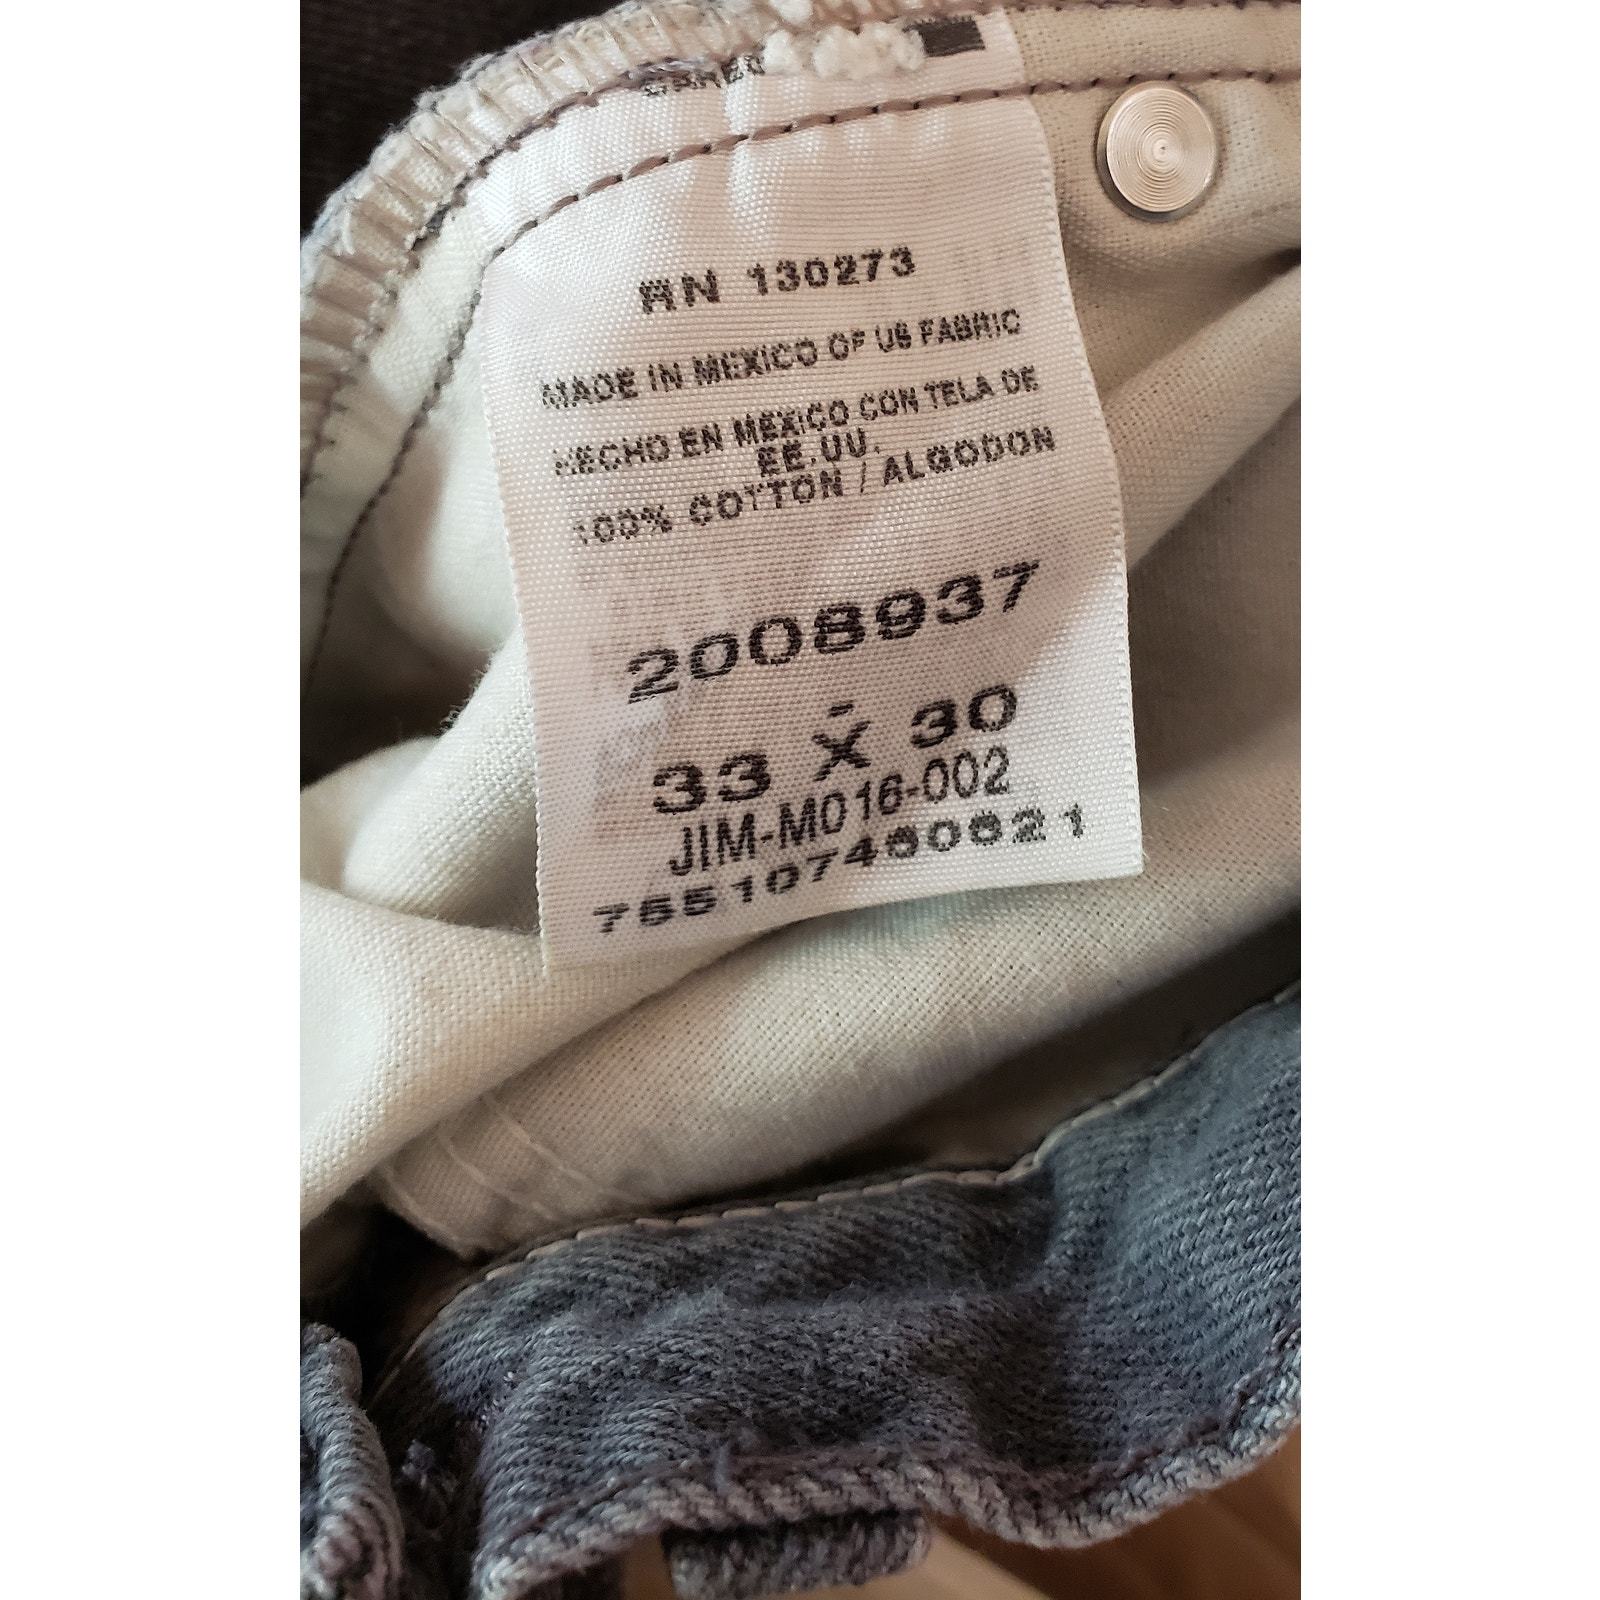 RN 130273
MADE IN MEXICO OF US FABRIC
HECHO EN MEXICO CON TELA DE
EE.UU.
100% COTTON / ALGODON
2008937
-
33 X 30
JIM-M016-002